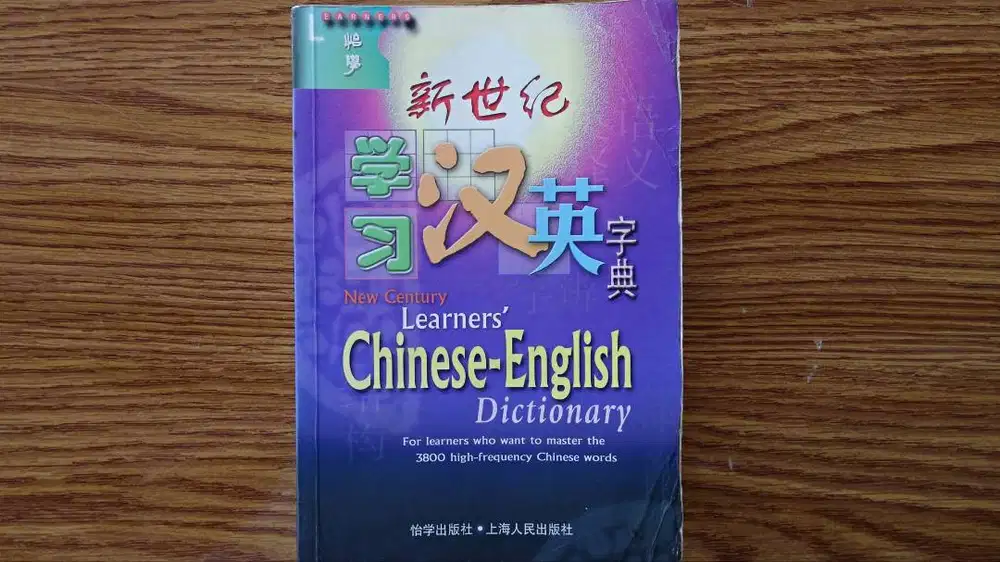 LEARNERS
怡學
新世纪
学习汉英字典
New Century
Learners'
Chinese-English
Dictionary
For learners who want to master the
3800 high-frequency Chinese words
怡学出版社・上海人民出版社